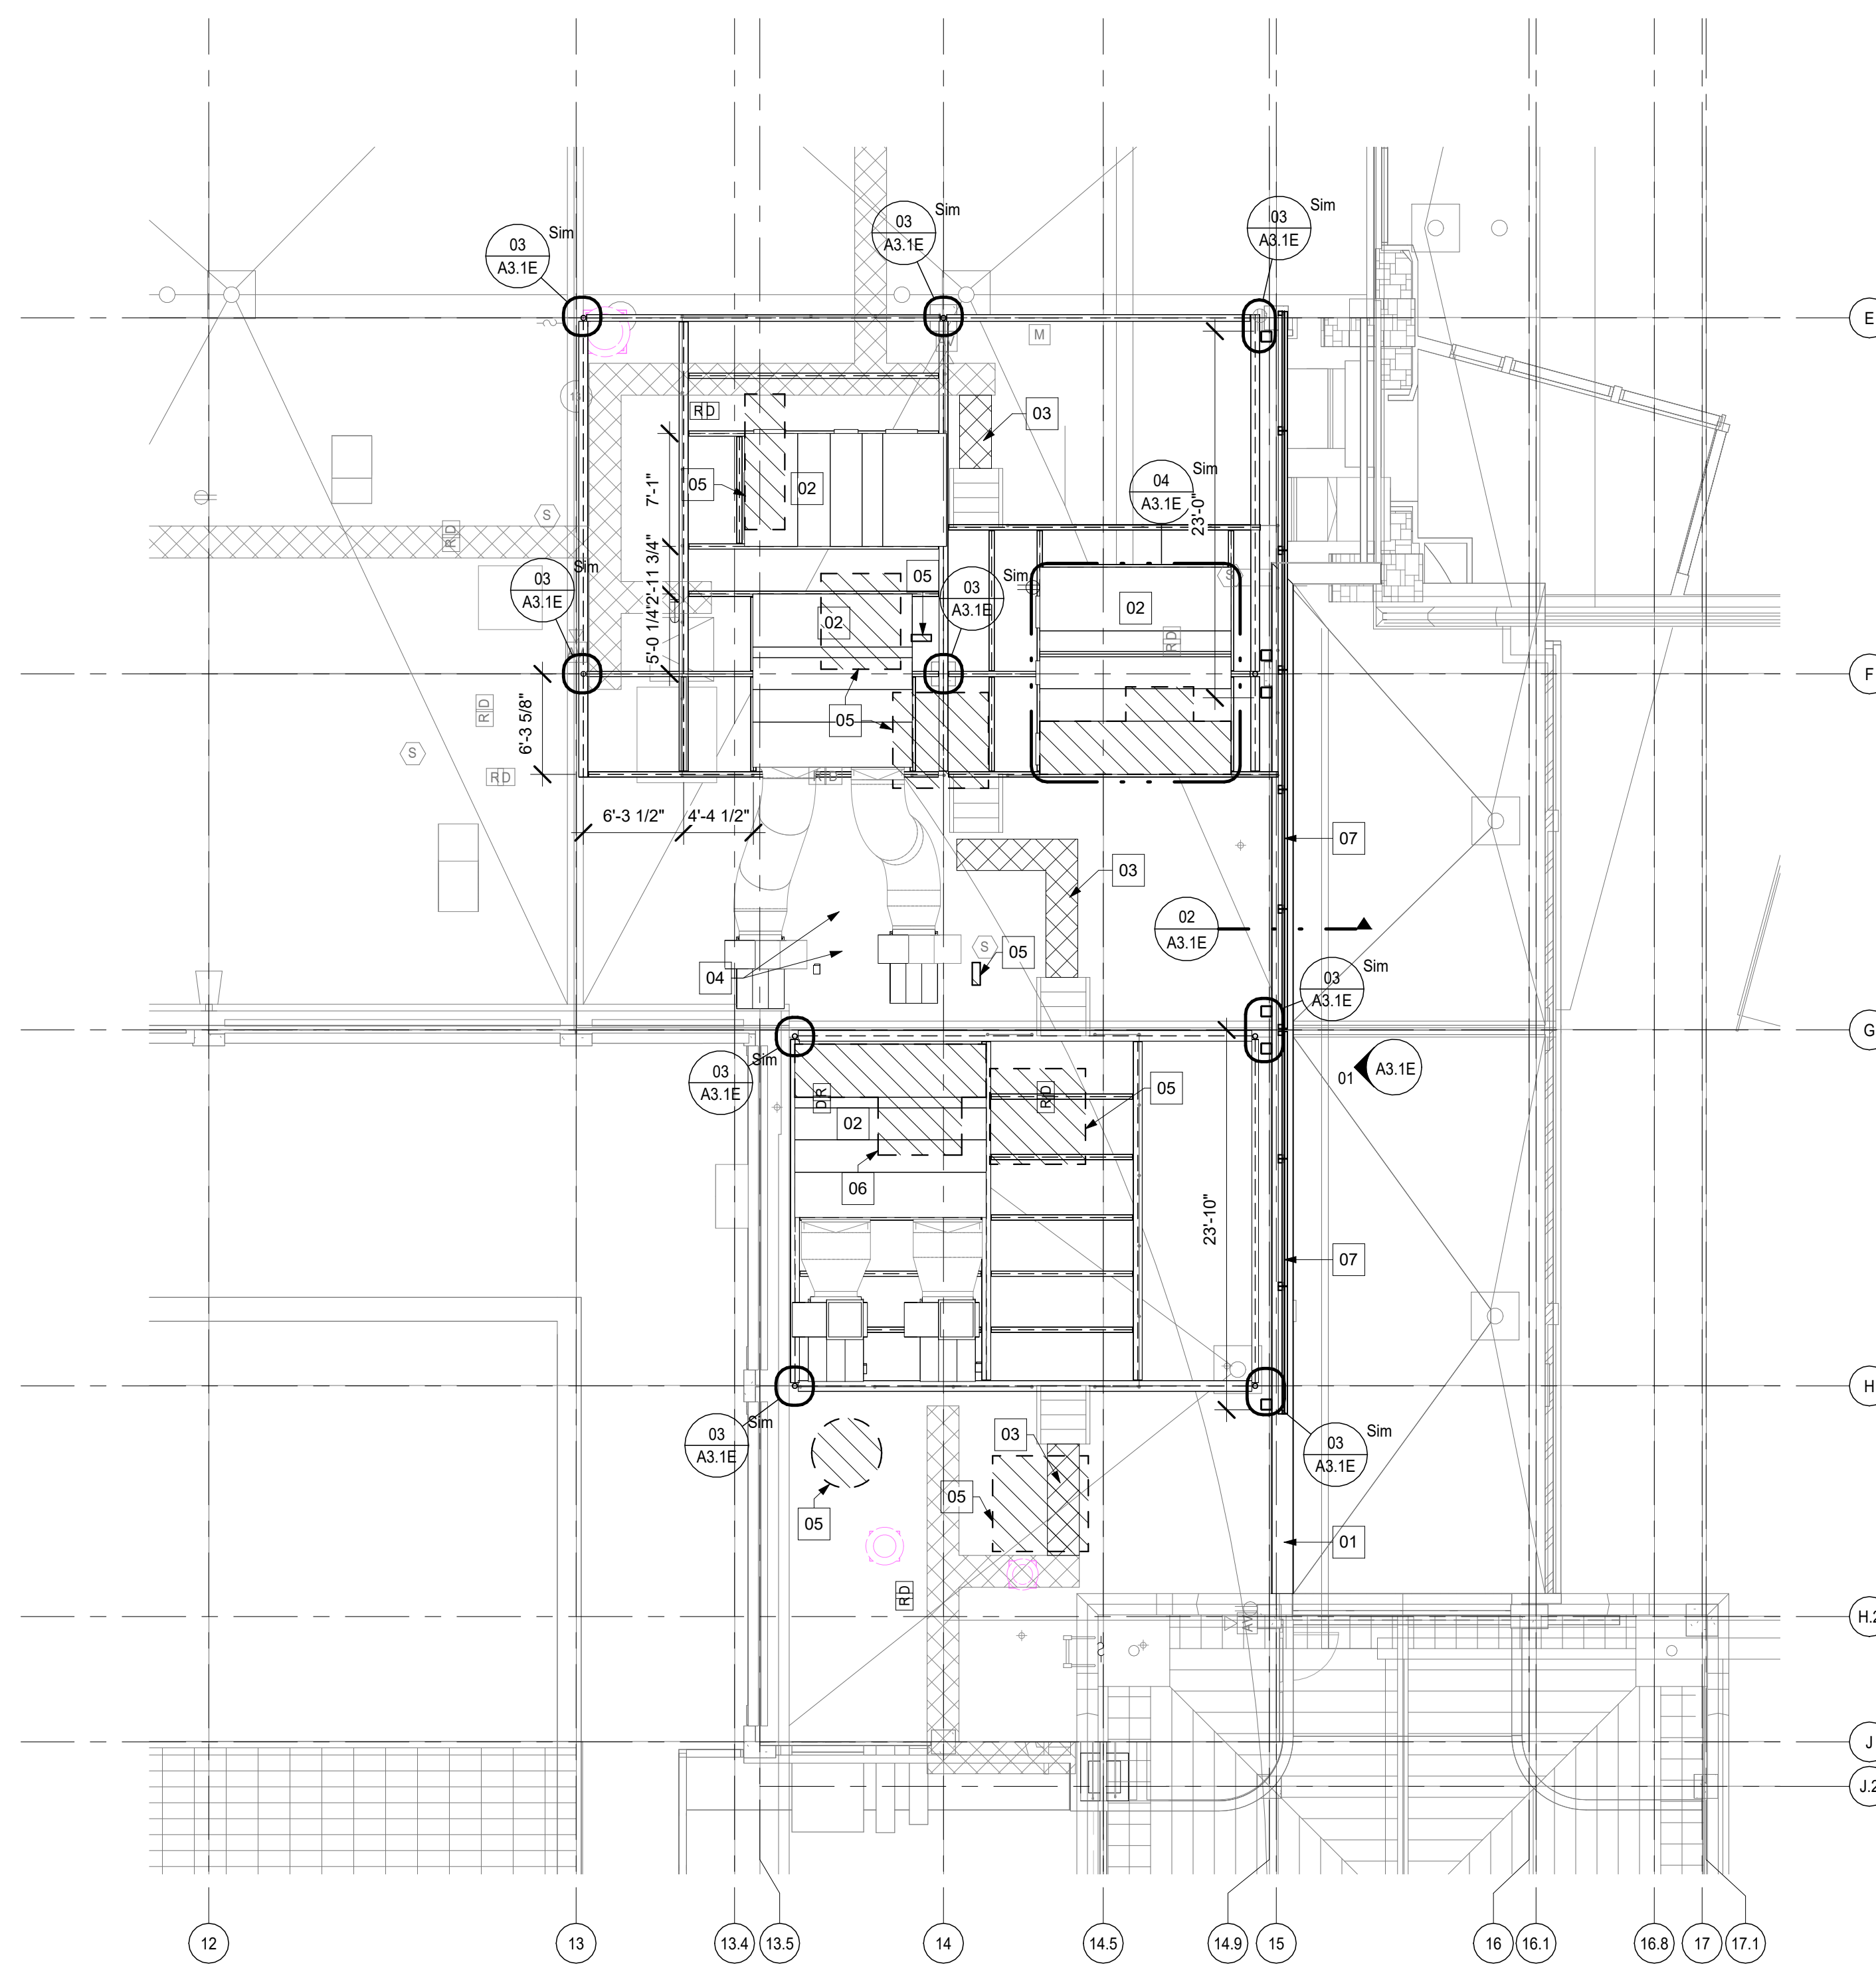 03
A3.1E
Sim
03
A3.1E
Sim
03
A3.1E
Sim
E
M
RD
03
13
05
02
7'-1"
04
A3.1E
Sim
23'-0"
S
RD
2'-11 3/4"
03
A3.1E
Sim
05
03
A3.1E
Sim
S
02
02
RD
5'-0 1/4"
F
RD
05
6'-3 5/8"
S
RD
RD
6'-3 1/2"
4'-4 1/2"
07
03
02
A3.1E
S
05
04
03
A3.1E
Sim
G
03
A3.1E
Sim
01
A3.1E
DR
RD
05
02
06
23'-10"
07
H
03
A3.1E
Sim
03
A3.1E
Sim
03
05
05
01
RD
AV
H.2
J
J.2
12
13
13.4
13.5
14
14.5
14.9
15
16
16.1
16.8
17
17.1